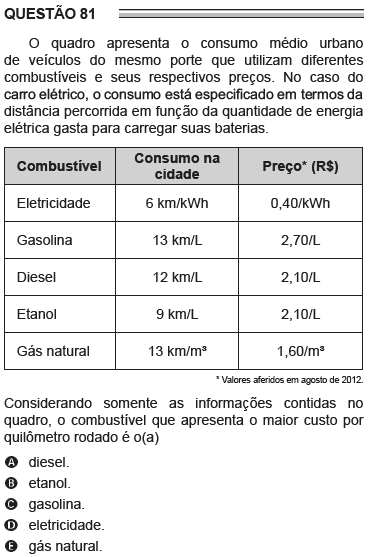 QUESTÃO 81
O quadro apresenta o consumo médio urbano
de veículos do mesmo porte que utilizam diferentes
combustíveis e seus respectivos preços. No caso do
carro elétrico, o consumo está especificado em termos da
distância percorrida em função da quantidade de energia
elétrica gasta para carregar suas baterias.
Combustível Consumo na cidade Preço* (R$)
Eletricidade 6 km/kWh 0,40/kWh
Gasolina 13 km/L 2,70/L
Diesel 12 km/L 2,10/L
Etanol 9 km/L 2,10/L
Gás natural 13 km/m³ 1,60/m³
* Valores aferidos em agosto de 2012.
Considerando somente as informações contidas no
quadro, o combustível que apresenta o maior custo por
quilômetro rodado é o(a)
A diesel.
B etanol.
C gasolina.
D eletricidade.
E gás natural.